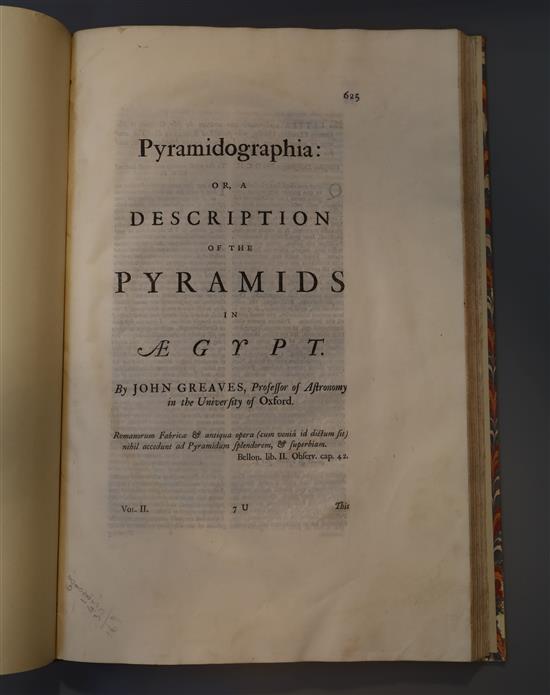 625
Pyramidographia:
OR, A
DESCRIPTION
OF THE
PYRAMIDS
IN
ÆGYPT.
By JOHN GREAVES, Profeſſor of Aſtronomy
in the Univerſity of Oxford.
Romanorum Fabricæ & antiqua opera (cum veniâ id dictum ſit)
nihil accedunt ad Pyramidum ſplendorem, & ſuperbiam.
Bellon. lib. II. Obſerv. cap. 42.
VOL. II. 7 U This